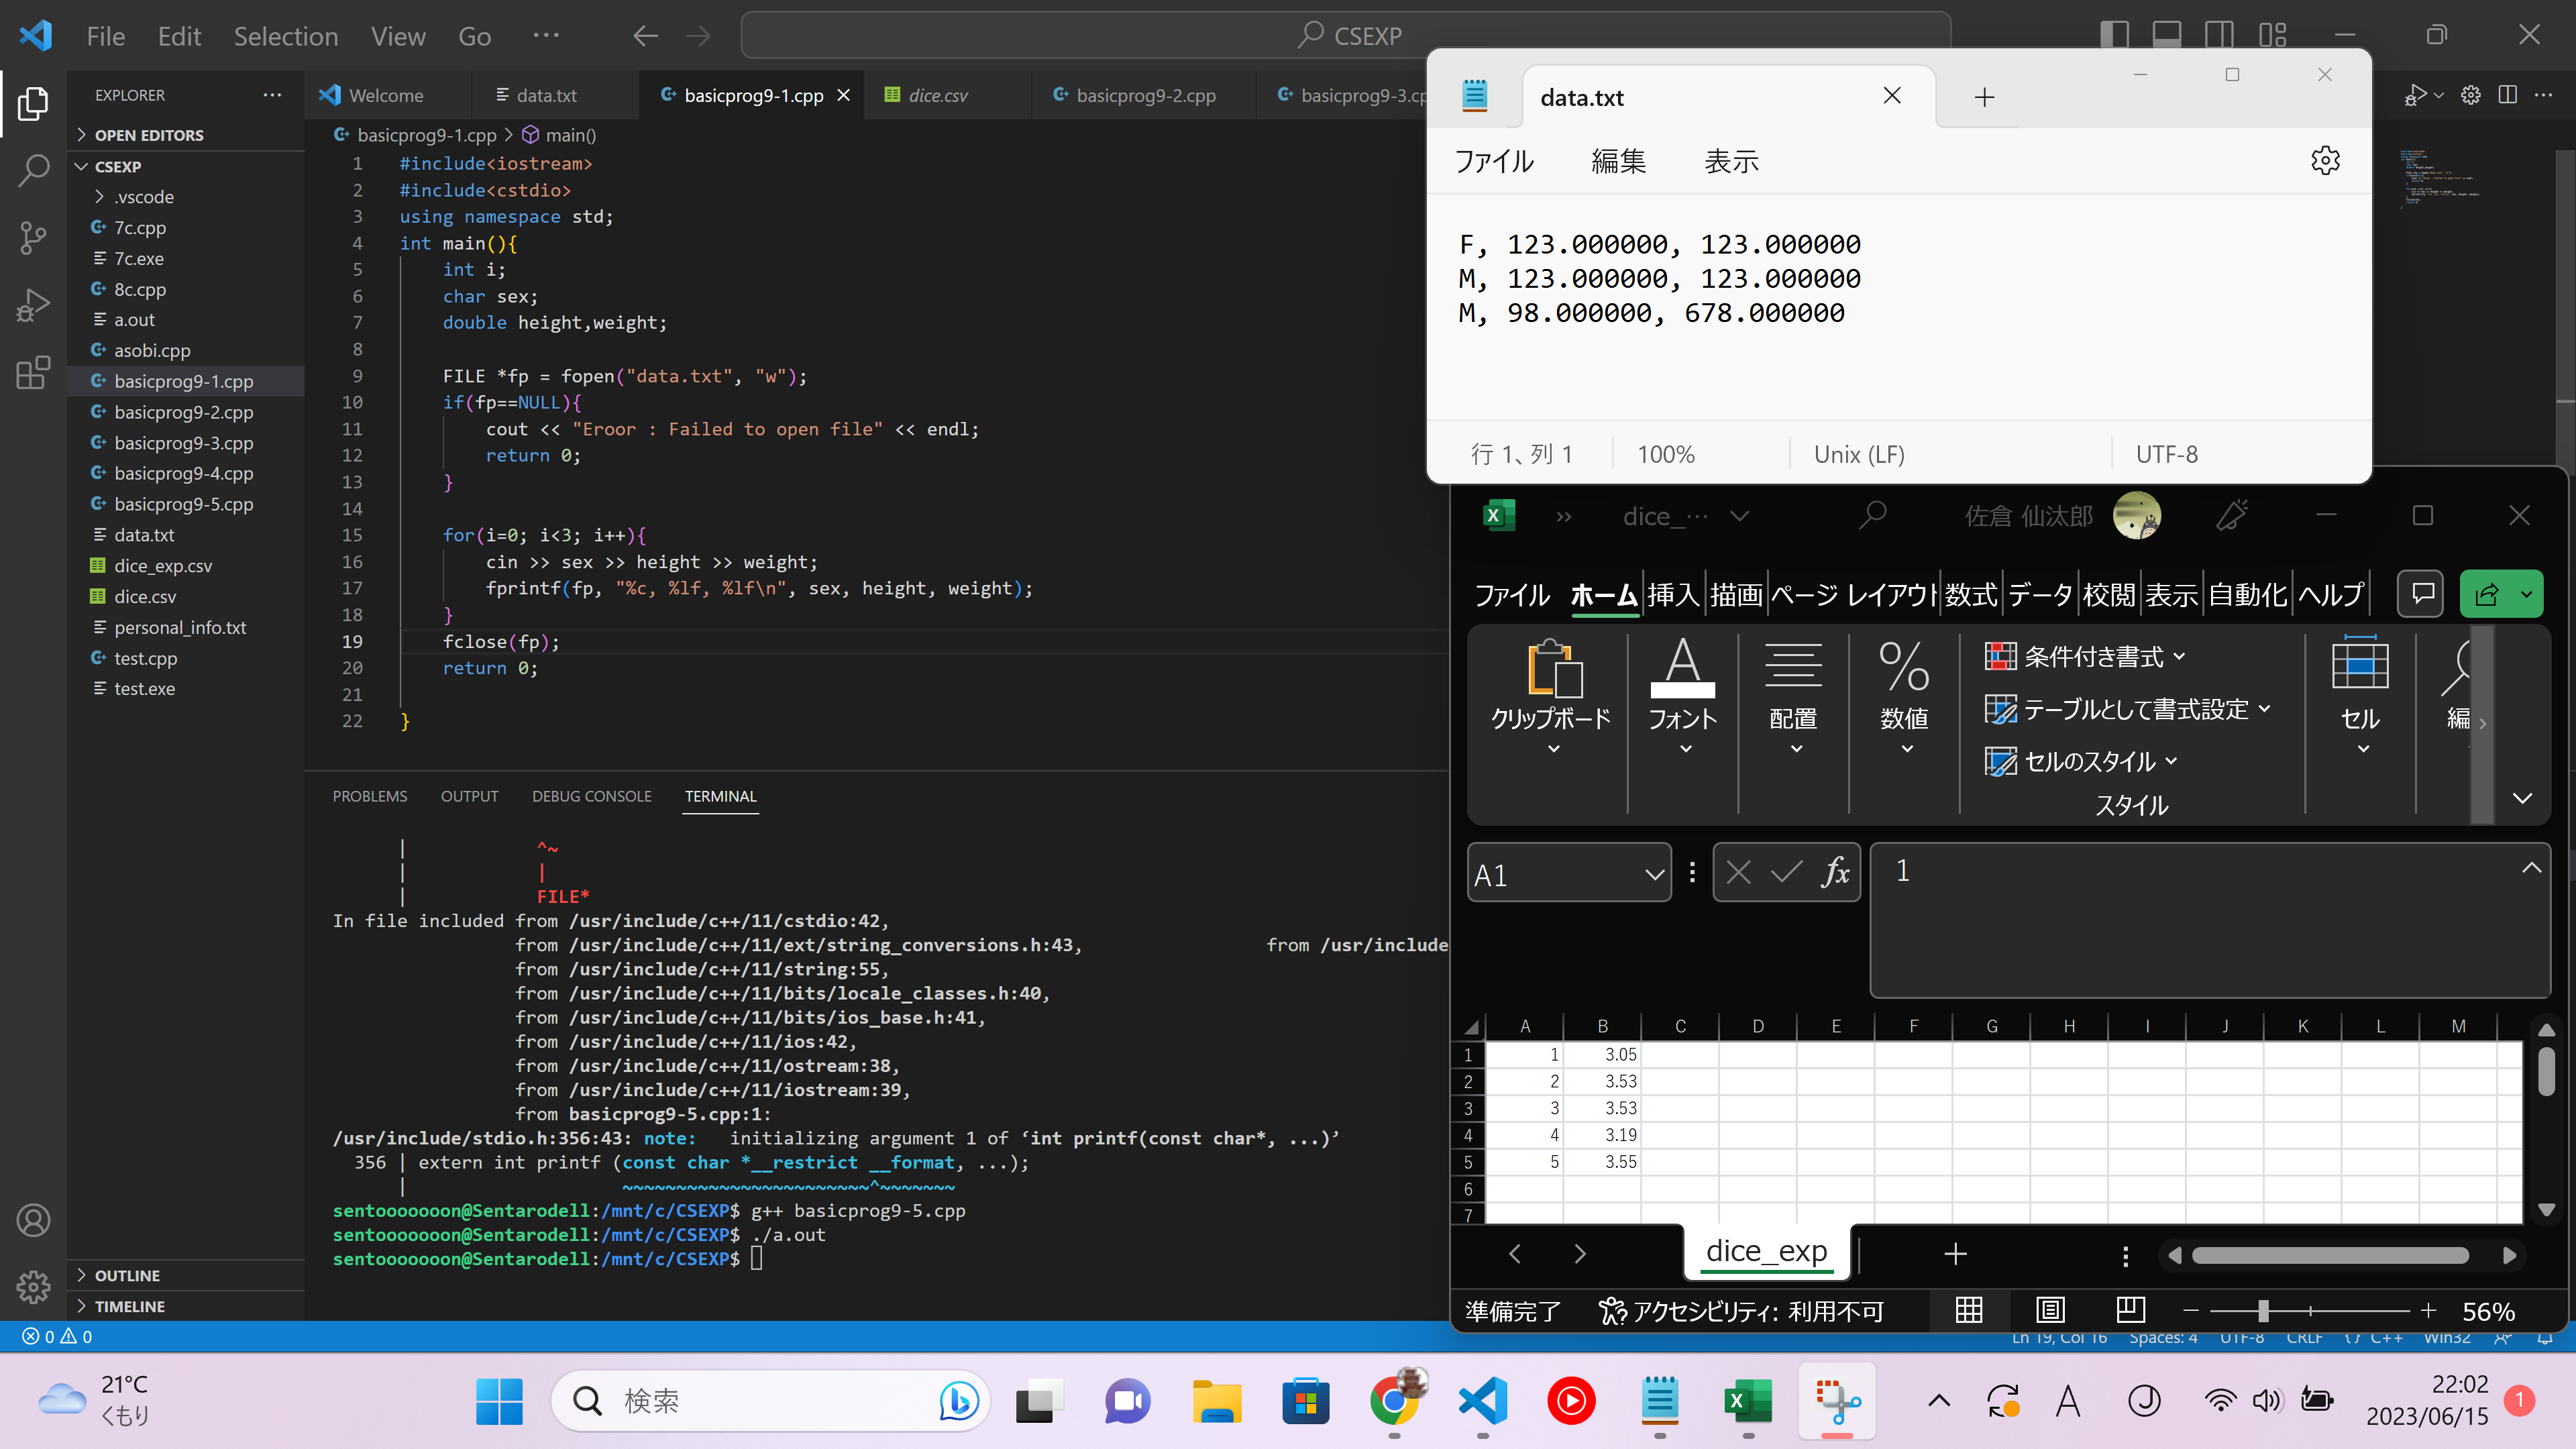 File Edit Selection View Go ··· CSEXP
EXPLORER ···
OPEN EDITORS
CSEXP
.vscode
7c.cpp
7c.exe
8c.cpp
a.out
asobi.cpp
basicprog9-1.cpp
basicprog9-2.cpp
basicprog9-3.cpp
basicprog9-4.cpp
basicprog9-5.cpp
data.txt
dice_exp.csv
dice.csv
personal_info.txt
test.cpp
test.exe
OUTLINE
TIMELINE
Welcome data.txt basicprog9-1.cpp dice.csv basicprog9-2.cpp basicprog9-3.cp
basicprog9-1.cpp > main()
1 #include<iostream>
2 #include<cstdio>
3 using namespace std;
4 int main(){
5 int i;
6 char sex;
7 double height,weight;
8
9 FILE *fp = fopen("data.txt", "w");
10 if(fp==NULL){
11 cout << "Eroor : Failed to open file" << endl;
12 return 0;
13 }
14
15 for(i=0; i<3; i++){
16 cin >> sex >> height >> weight;
17 fprintf(fp, "%c, %lf, %lf\n", sex, height, weight);
18 }
19 fclose(fp);
20 return 0;
21
22 }
PROBLEMS OUTPUT DEBUG CONSOLE TERMINAL
| ^~
| |
| FILE*
In file included from /usr/include/c++/11/cstdio:42,
from /usr/include/c++/11/ext/string_conversions.h:43, from /usr/include
from /usr/include/c++/11/string:55,
from /usr/include/c++/11/bits/locale_classes.h:40,
from /usr/include/c++/11/bits/ios_base.h:41,
from /usr/include/c++/11/ios:42,
from /usr/include/c++/11/ostream:38,
from /usr/include/c++/11/iostream:39,
from basicprog9-5.cpp:1:
/usr/include/stdio.h:356:43: note: initializing argument 1 of ‘int printf(const char*, ...)’
356 | extern int printf (const char *__restrict __format, ...);
| ~~~~~~~~~~~~~~~~~~~~~~~^~~~~~~~
sentooooooon@Sentarodell:/mnt/c/CSEXP$ g++ basicprog9-5.cpp
sentooooooon@Sentarodell:/mnt/c/CSEXP$ ./a.out
sentooooooon@Sentarodell:/mnt/c/CSEXP$
0 0
Ln 19, Col 16 Spaces: 4 UTF-8 CRLF {} C++ Win32
data.txt
ファイル 編集 表示
F, 123.000000, 123.000000
M, 123.000000, 123.000000
M, 98.000000, 678.000000
行 1、列 1 100% Unix (LF) UTF-8
dice_··· 佐倉 仙汰郎
ファイル ホーム 挿入 描画 ページ レイアウト 数式 データ 校閲 表示 自動化 ヘルプ
クリップボード フォント 配置 数値
条件付き書式
テーブルとして書式設定
セルのスタイル
スタイル
セル 編
A1 fx 1
A B C D E F G H I J K L M
1 1 3.05
2 2 3.53
3 3 3.53
4 4 3.19
5 5 3.55
6
7
dice_exp
準備完了 アクセシビリティ: 利用不可 56%
21°C
くもり
検索
A J
22:02
2023/06/15
1